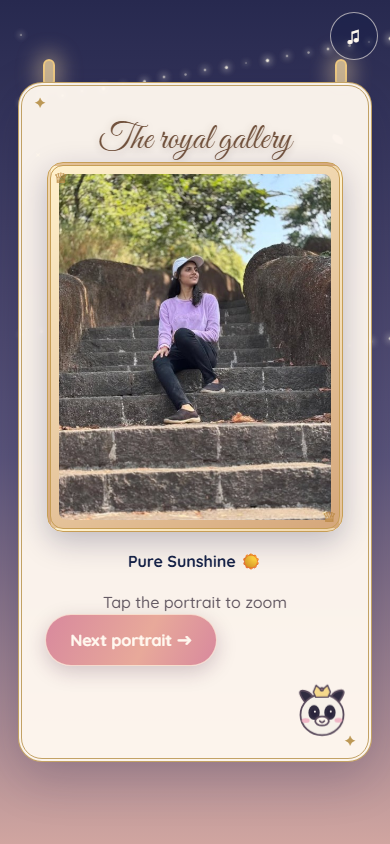 The royal gallery
Pure Sunshine ☀️
Tap the portrait to zoom
Next portrait →